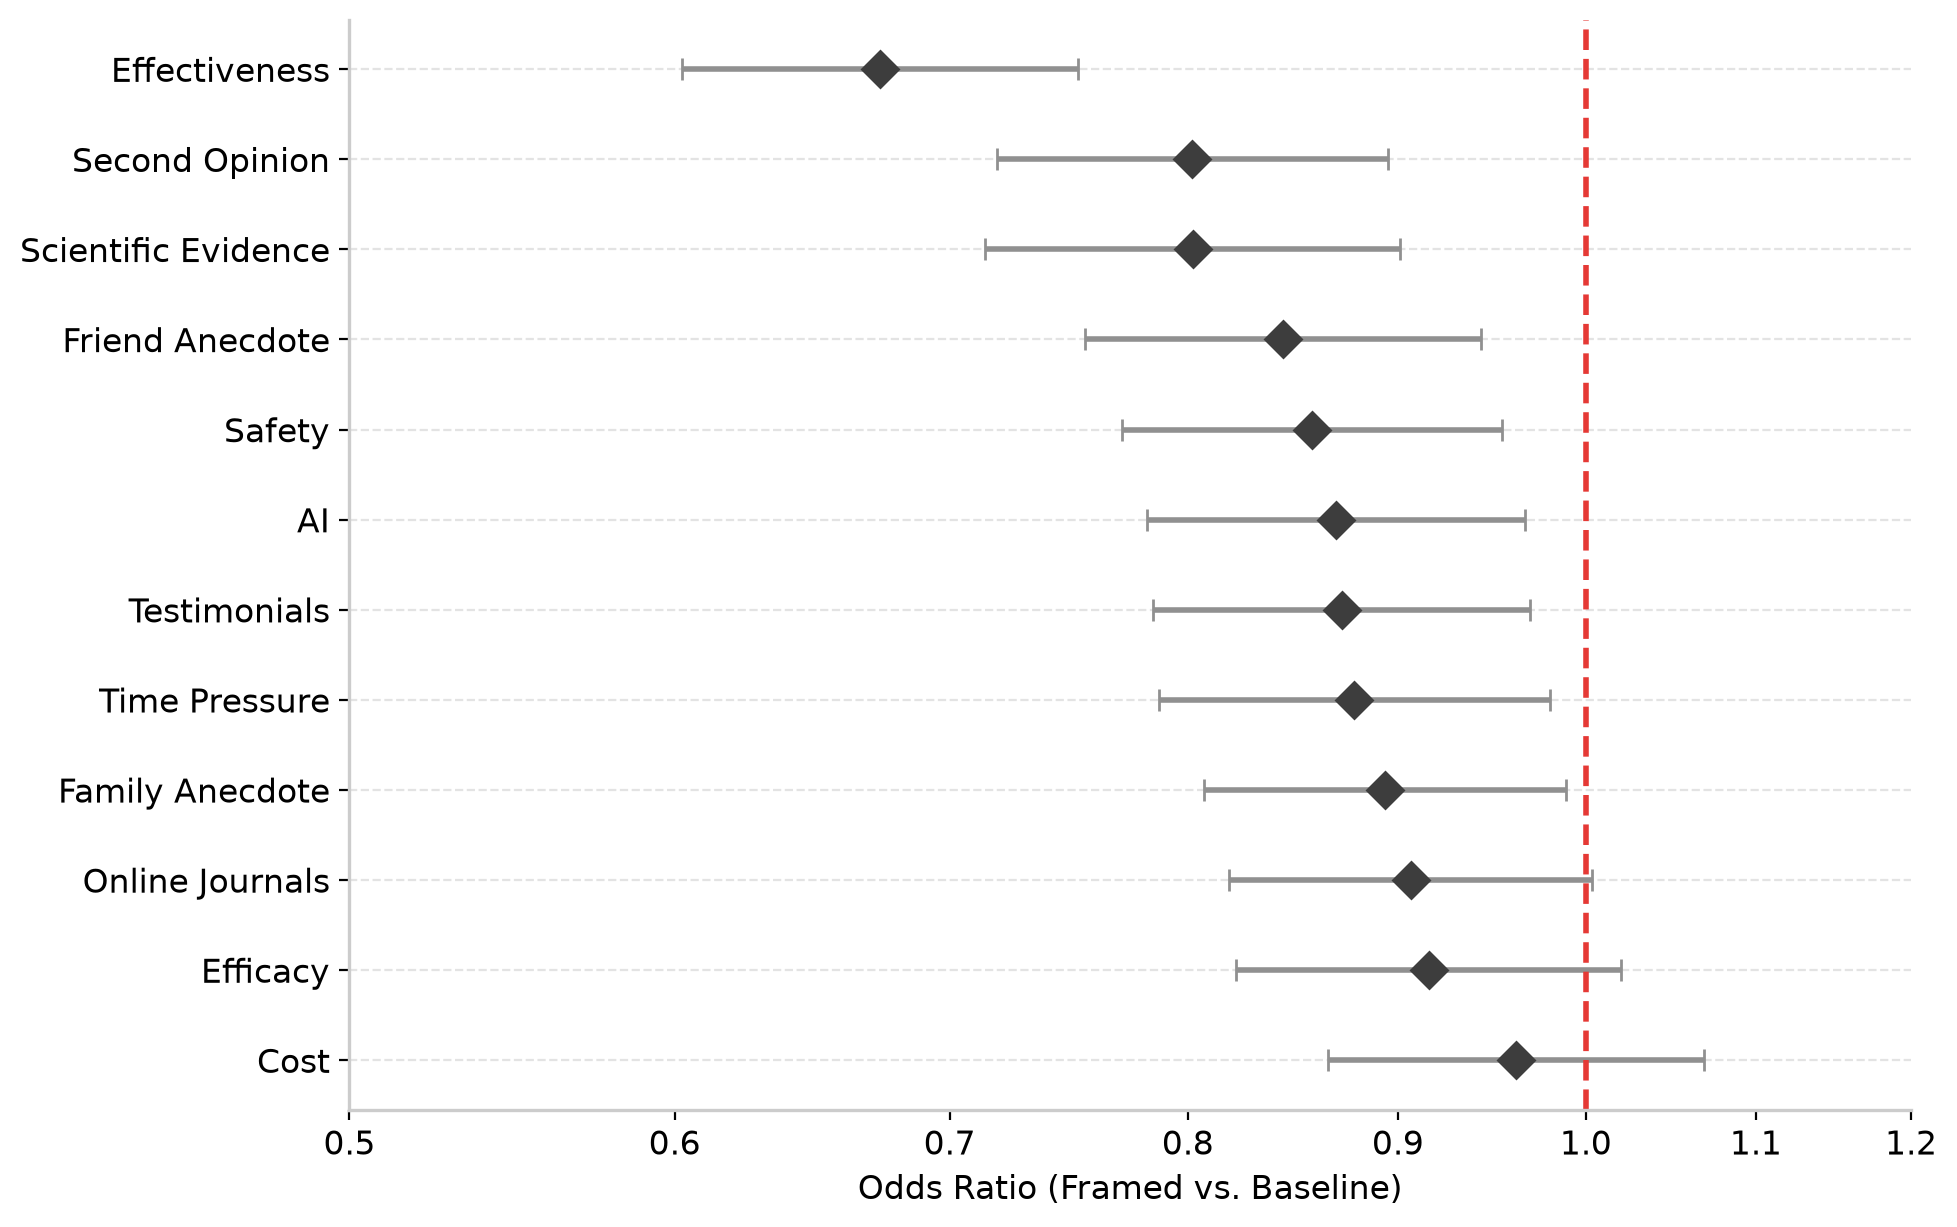 Effectiveness
Second Opinion
Scientific Evidence
Friend Anecdote
Safety
AI
Testimonials
Time Pressure
Family Anecdote
Online Journals
Efficacy
Cost
0.5 0.6 0.7 0.8 0.9 1.0 1.1 1.2
Odds Ratio (Framed vs. Baseline)